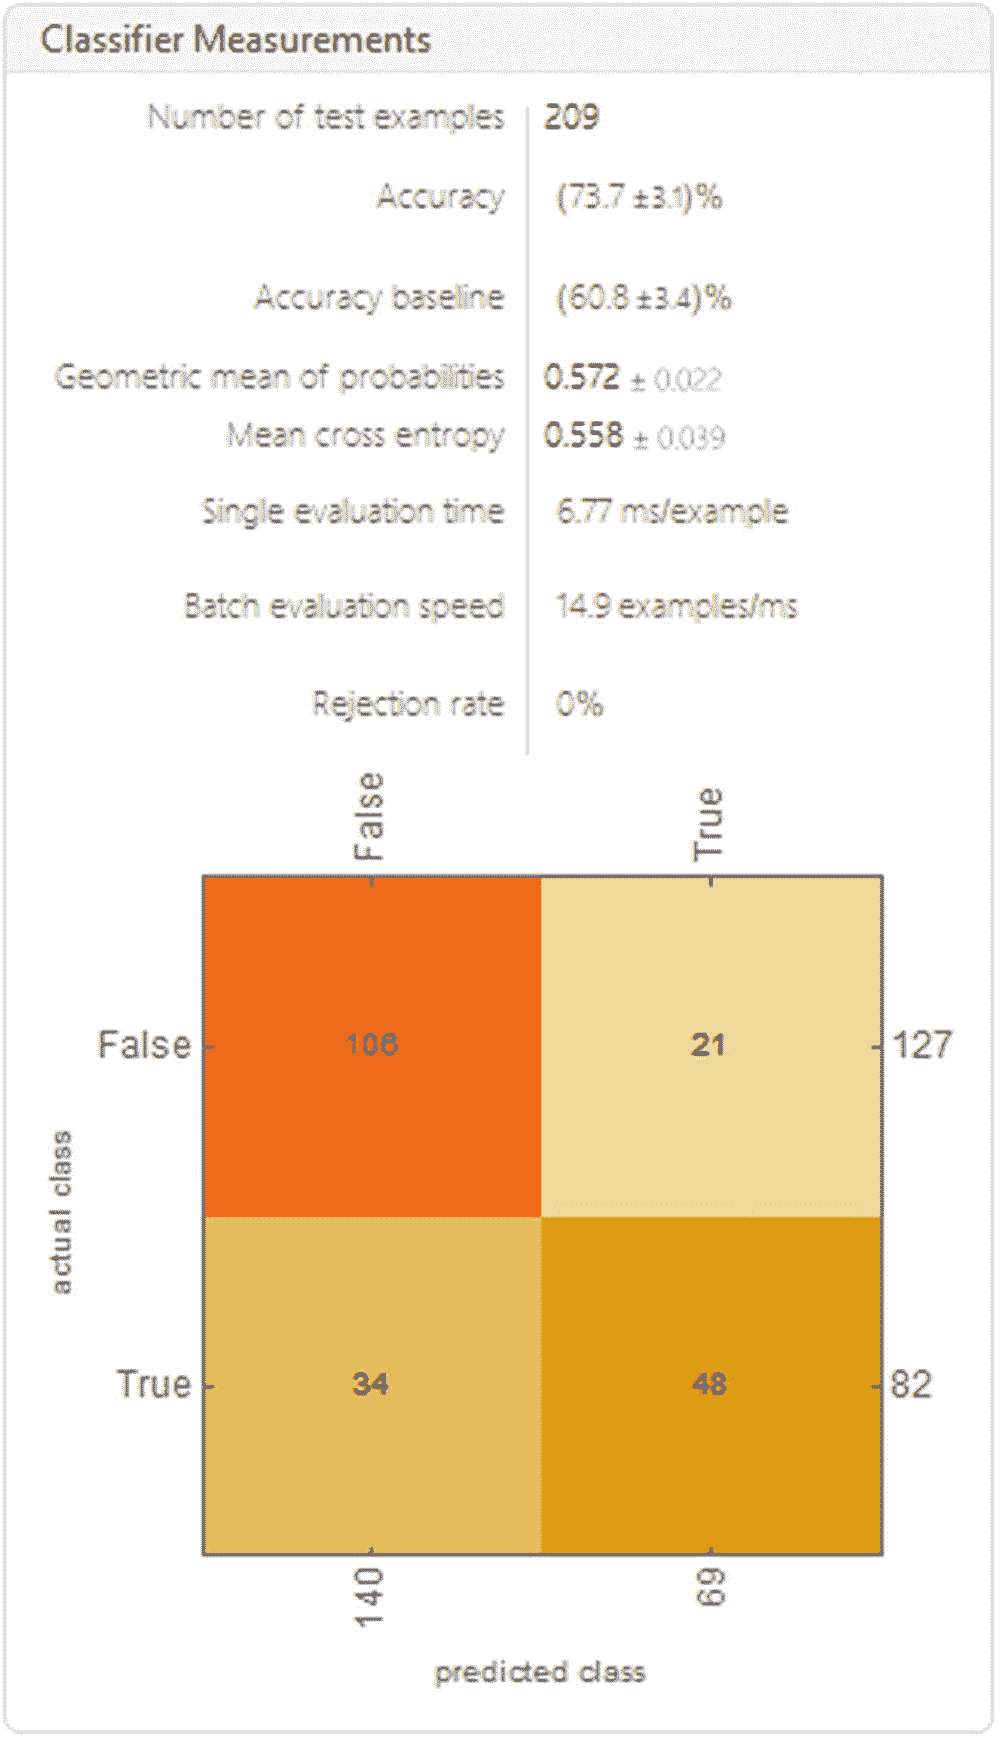 Classifier Measurements
Number of test examples 209
Accuracy (73.7 ±3.1)%
Accuracy baseline (60.8 ±3.4)%
Geometric mean of probabilities 0.572 ± 0.022
Mean cross entropy 0.558 ± 0.039
Single evaluation time 6.77 ms/example
Batch evaluation speed 14.9 examples/ms
Rejection rate 0%
False True
False 106 21 127
actual class
True 34 48 82
140 69
predicted class